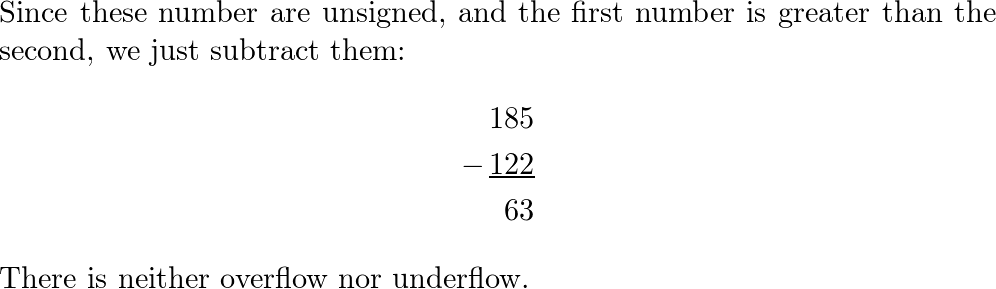 Since these number are unsigned, and the first number is greater than the
second, we just subtract them:
185
− 122
63
There is neither overflow nor underflow.